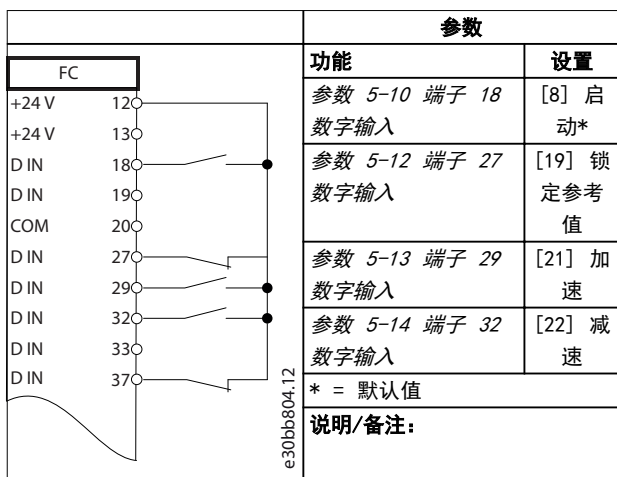 参数
功能 设置
FC
+24 V 12
+24 V 13
D IN 18
D IN 19
COM 20
D IN 27
D IN 29
D IN 32
D IN 33
D IN 37
e30bb804.12
参数 5-10 端子 18 [8] 启
数字输入 动*
参数 5-12 端子 27 [19] 锁
数字输入 定参考
值
参数 5-13 端子 29 [21] 加
数字输入 速
参数 5-14 端子 32 [22] 减
数字输入 速
* = 默认值
说明/备注：